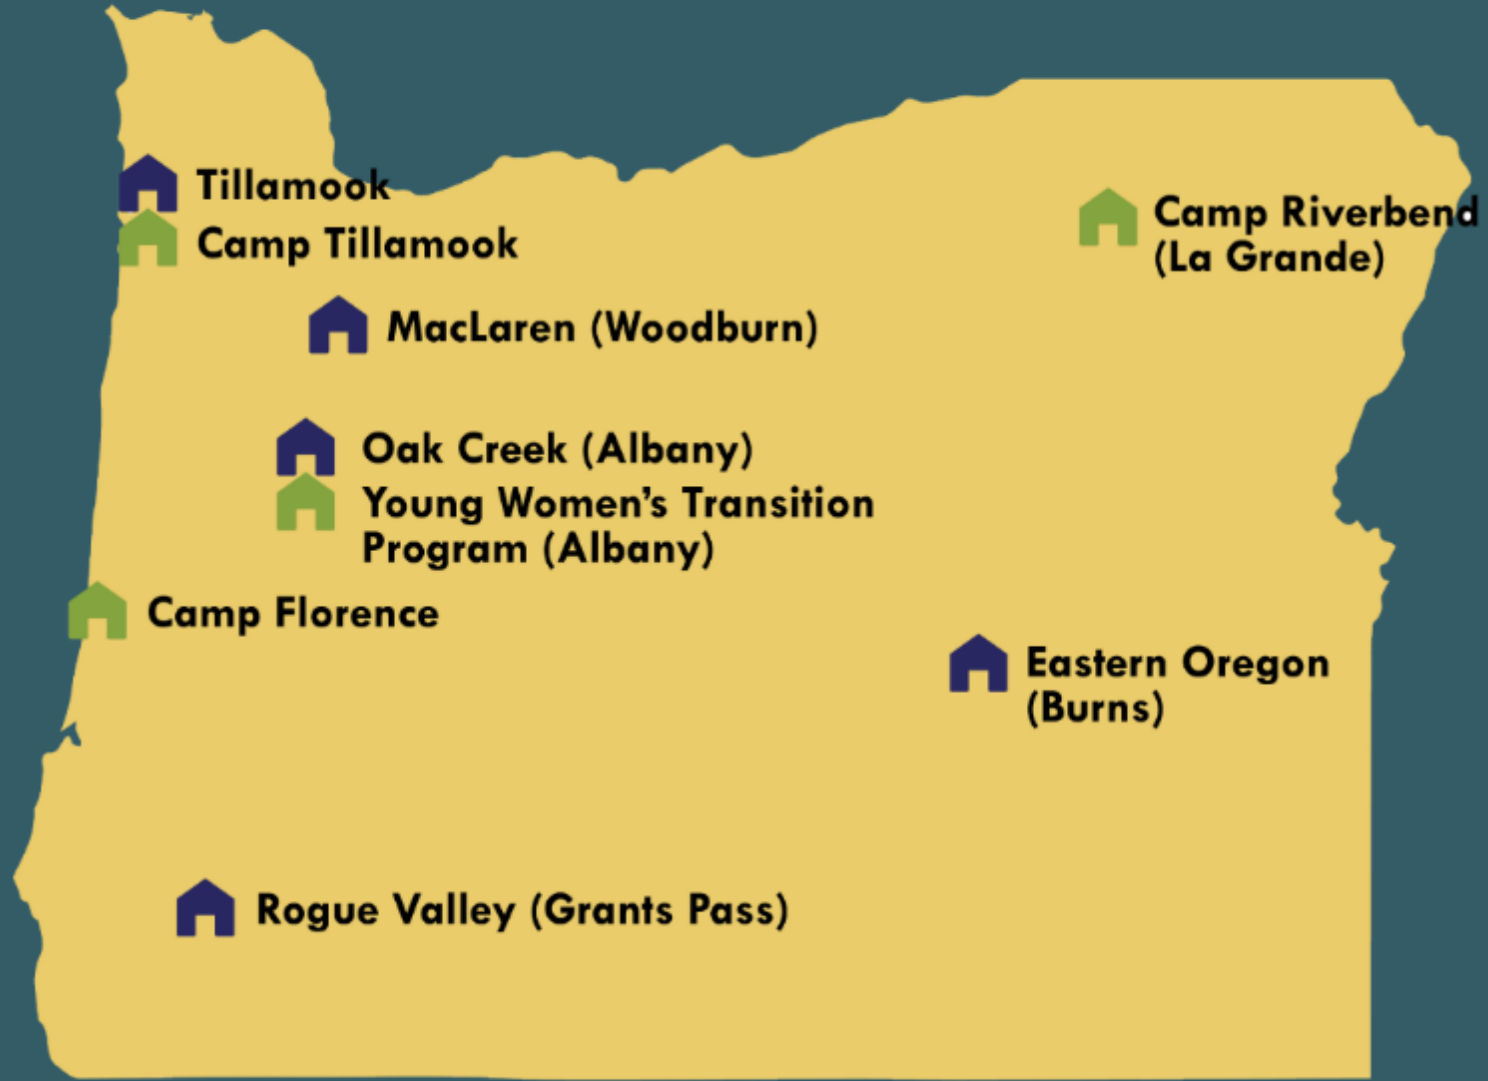 Tillamook
Camp Tillamook
Camp Riverbend
(La Grande)
MacLaren (Woodburn)
Oak Creek (Albany)
Young Women’s Transition
Program (Albany)
Camp Florence
Eastern Oregon
(Burns)
Rogue Valley (Grants Pass)